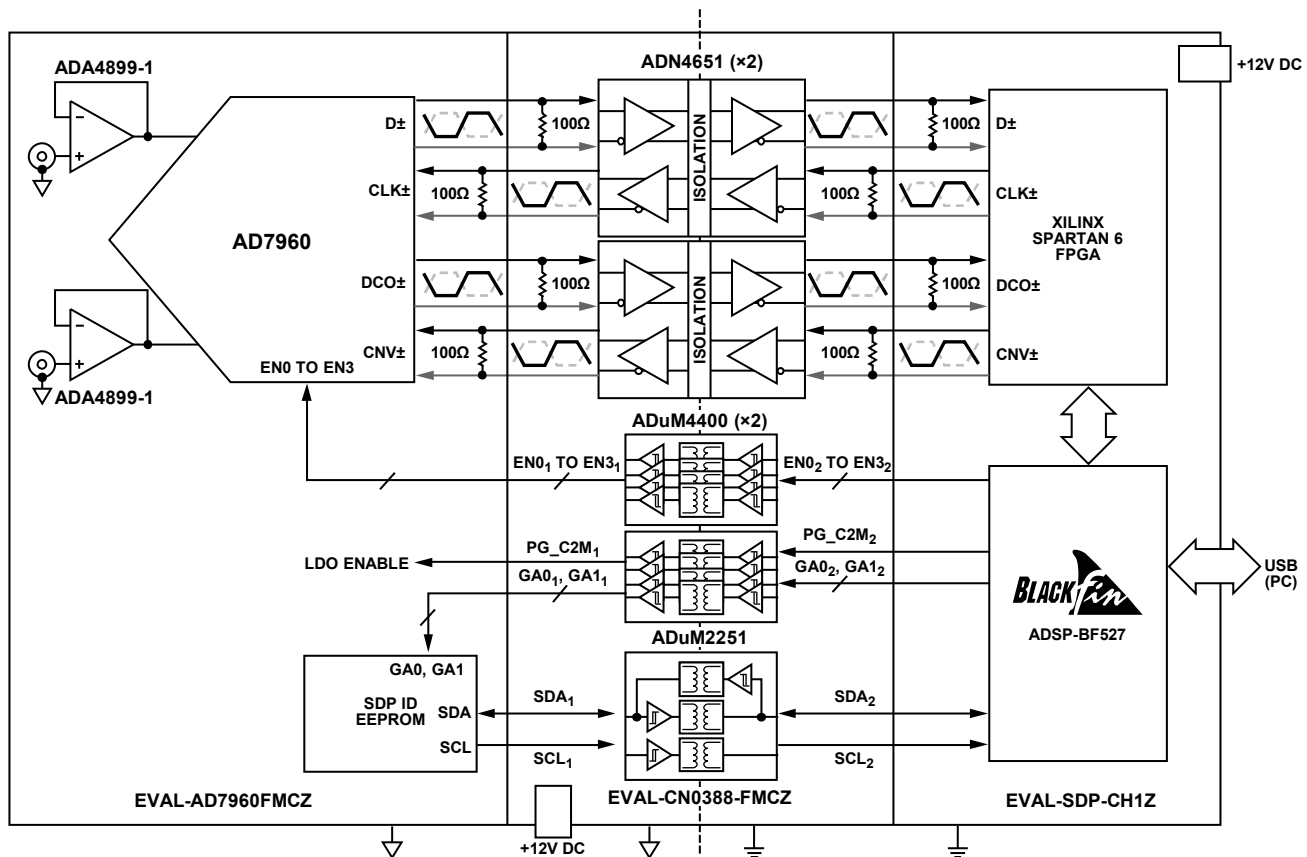 ADA4899-1
ADN4651 (×2)
+12V DC
D±
100Ω
ISOLATION
100Ω
D±
CLK±
100Ω
100Ω
CLK±
AD7960
XILINX
SPARTAN 6
FPGA
DCO±
100Ω
ISOLATION
100Ω
DCO±
CNV±
100Ω
100Ω
CNV±
EN0 TO EN3
ADA4899-1
ADuM4400 (×2)
EN0₁ TO EN3₁
EN0₂ TO EN3₂
LDO ENABLE
PG_C2M₁
PG_C2M₂
GA0₁, GA1₁
GA0₂, GA1₂
USB
(PC)
BLACKfin
ADSP-BF527
ADuM2251
GA0, GA1
SDP ID
EEPROM
SDA
SDA₁
SDA₂
SCL
SCL₁
SCL₂
EVAL-AD7960FMCZ
EVAL-CN0388-FMCZ
EVAL-SDP-CH1Z
+12V DC